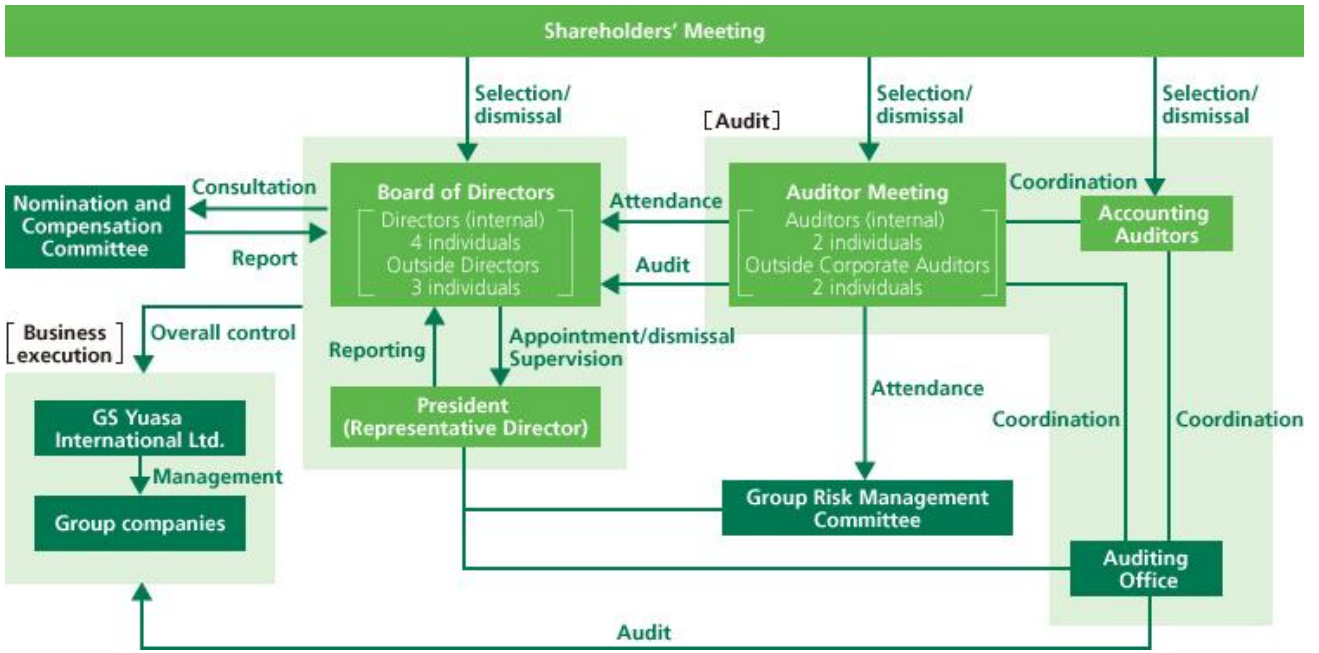 Shareholders' Meeting
Selection/
dismissal
Selection/
dismissal
Selection/
dismissal
[Audit]
Nomination and
Compensation
Committee
Consultation
Report
Board of Directors
Directors (internal)
4 individuals
Outside Directors
3 individuals
Attendance
Audit
Auditor Meeting
Auditors (internal)
2 individuals
Outside Corporate Auditors
2 individuals
Coordination
Accounting
Auditors
[Business
execution]
Overall control
Reporting
Appointment/dismissal
Supervision
President
(Representative Director)
Attendance
Coordination
Coordination
GS Yuasa
International Ltd.
Management
Group companies
Group Risk Management
Committee
Auditing
Office
Audit